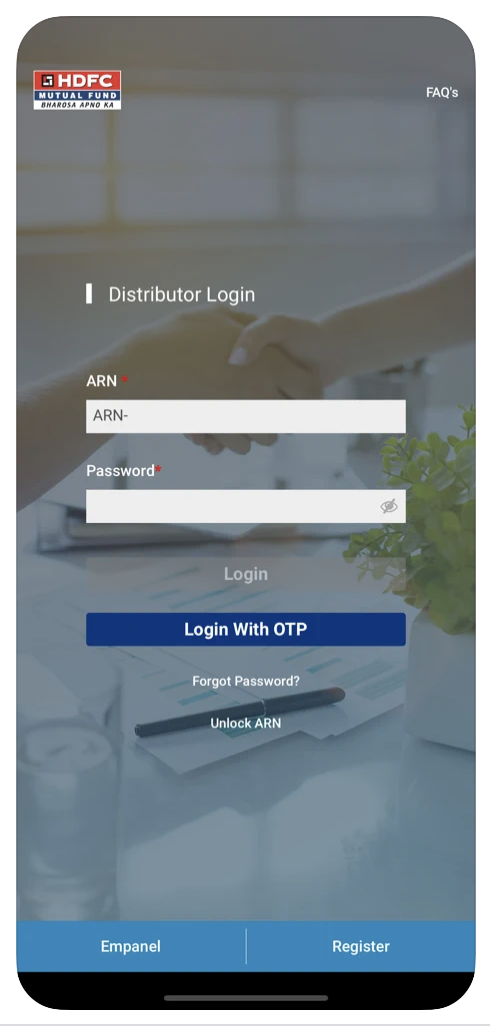 HDFC
MUTUAL FUND
BHAROSA APNO KA
FAQ's
Distributor Login
ARN *
ARN-
Password*
Login
Login With OTP
Forgot Password?
Unlock ARN
Empanel
Register